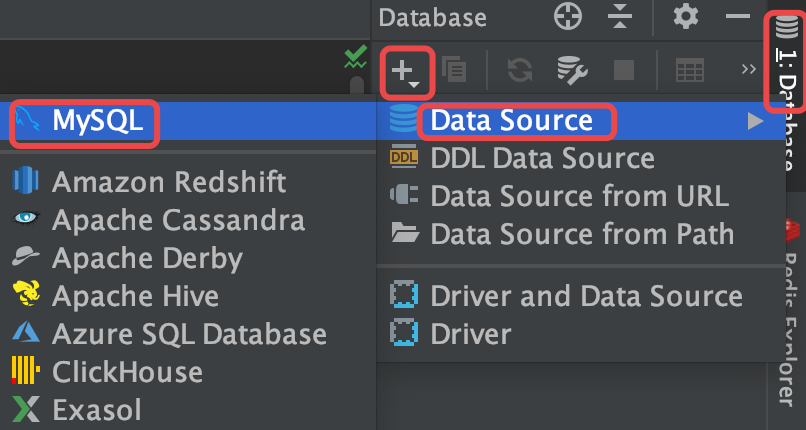 Database
1: Database
MySQL
Amazon Redshift
Apache Cassandra
Apache Derby
Apache Hive
Azure SQL Database
ClickHouse
Exasol
Data Source
DDL
DDL Data Source
Data Source from URL
Data Source from Path
Driver and Data Source
Driver
Redis Explorer